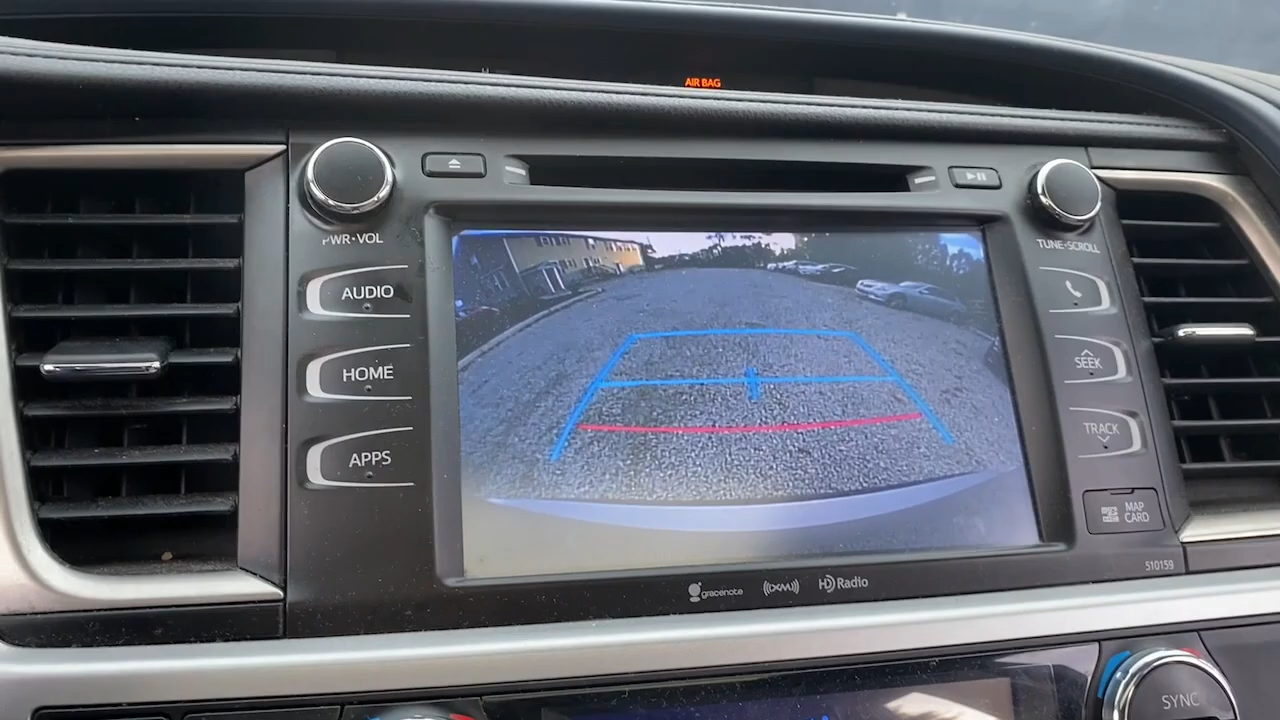 AIR BAG
PWR•VOL
TUNE•SCROLL
AUDIO
HOME
SEEK
APPS
TRACK
MAP
CARD
510159
gracenote
((XM))
HD Radio
SYNC